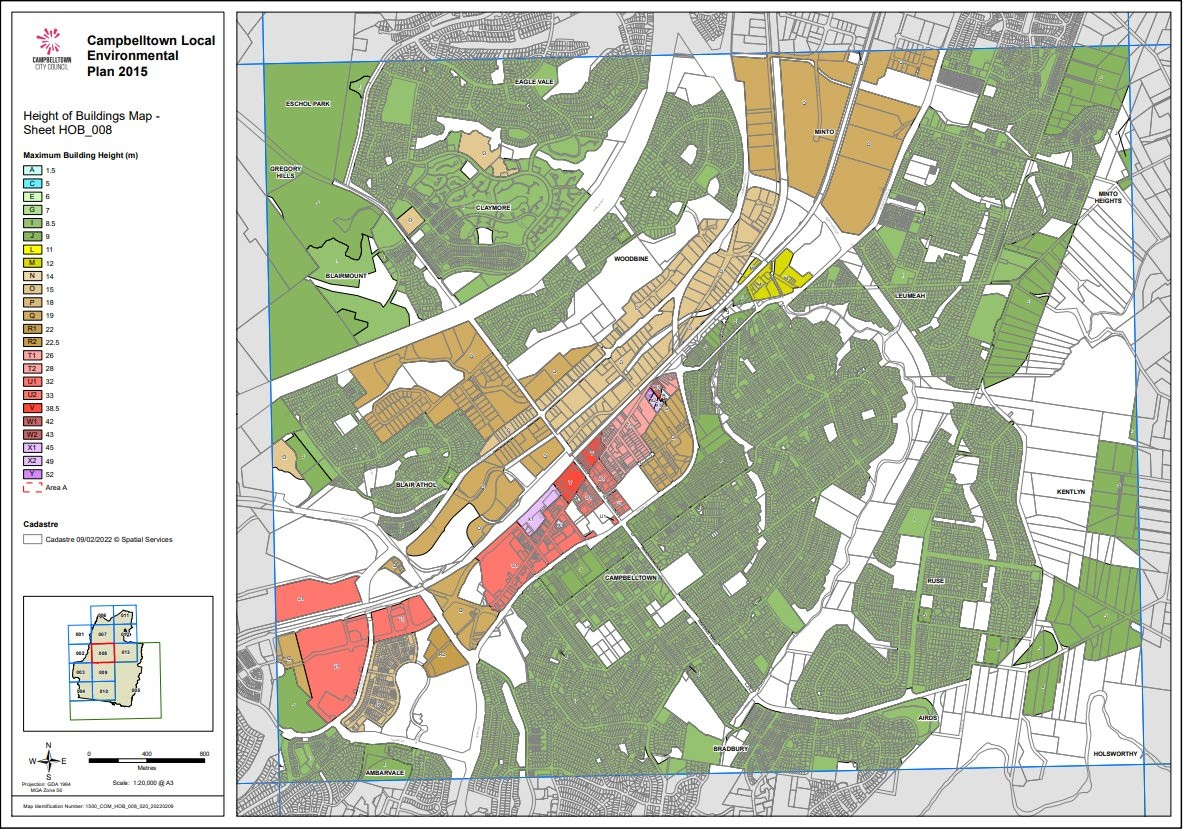 CAMPBELLTOWN
CITY COUNCIL
Campbelltown Local
Environmental
Plan 2015
Height of Buildings Map -
Sheet HOB_008
Maximum Building Height (m)
A 1.5
C 5
E 6
G 7
I 8.5
J 9
L 11
M 12
N 14
O 15
P 18
Q 19
R1 22
R2 22.5
T1 26
T2 28
U1 32
U2 33
V 38.5
W1 42
W2 43
X1 45
X2 49
Y 52
Area A
Cadastre
Cadastre 09/02/2022 © Spatial Services
011
001 007
002 008 013
003 009
004 010
N
W E
S
0 400 800
Metres
Projection: GDA 1994
MGA Zone 56
Scale: 1:20,000 @ A3
Map Identification Number: 1500_COM_HOB_008_020_20220209
EAGLE VALE
ESCHOL PARK
MINTO
GREGORY
HILLS
MINTO
HEIGHTS
CLAYMORE
WOODBINE
BLAIRMOUNT
LEUMEAH
BLAIR ATHOL
KENTLYN
X1
CAMPBELLTOWN
RUSE
R2
AIRDS
BRADBURY
HOLSWORTHY
AMBARVALE